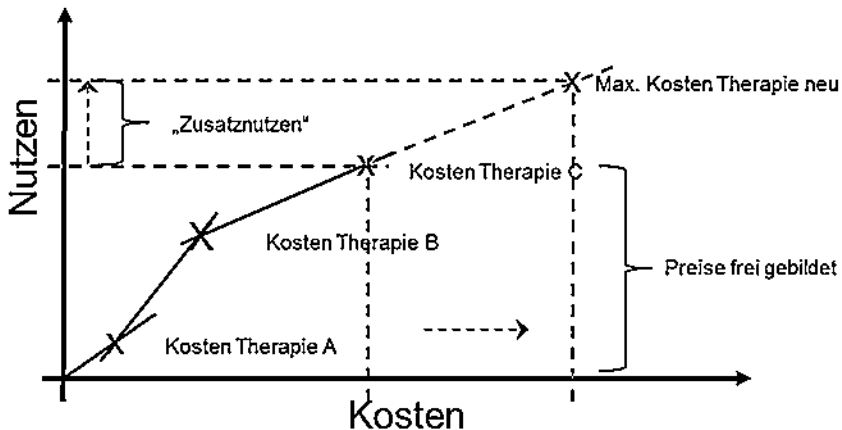 Nutzen
„Zusatznutzen“
Max. Kosten Therapie neu
Kosten Therapie C
Kosten Therapie B
Preise frei gebildet
Kosten Therapie A
Kosten